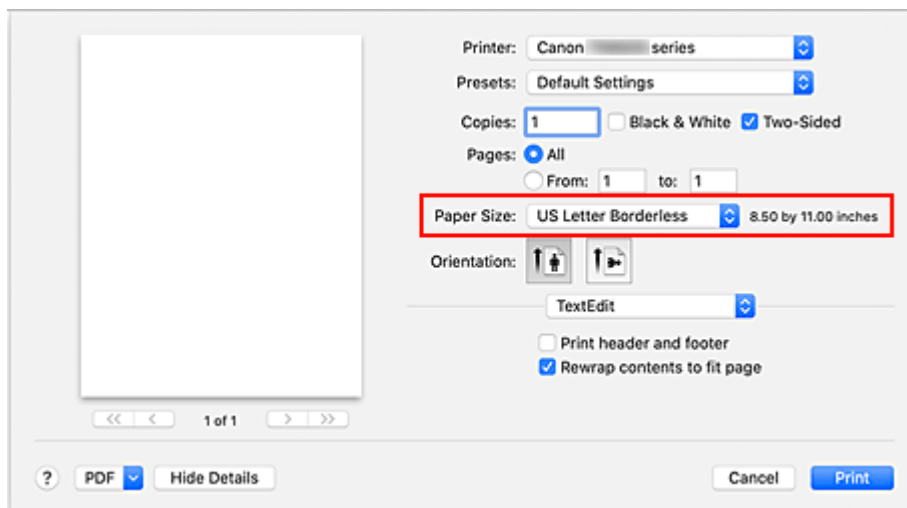 Printer: Canon series
Presets: Default Settings
Copies: 1 Black & White Two-Sided
Pages: All
From: 1 to: 1
Paper Size: US Letter Borderless 8.50 by 11.00 inches
Orientation:
TextEdit
Print header and footer
Rewrap contents to fit page
<< < 1 of 1 > >>
? PDF Hide Details Cancel Print